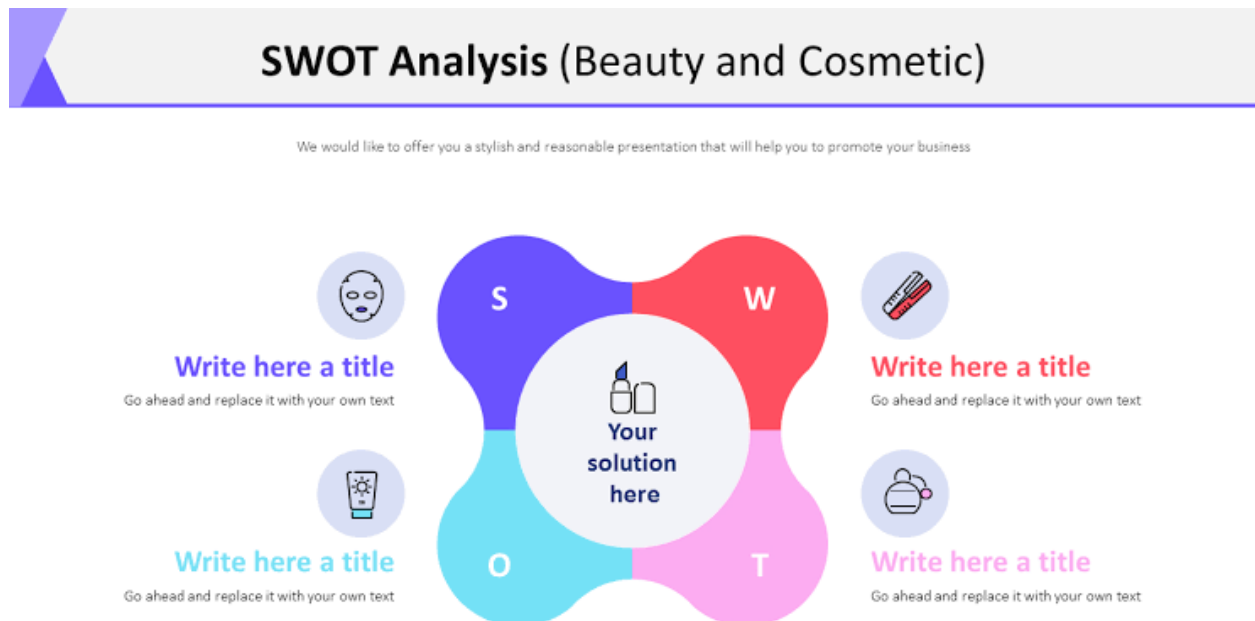 SWOT Analysis (Beauty and Cosmetic)
We would like to offer you a stylish and reasonable presentation that will help you to promote your business
S
W
Write here a title
Go ahead and replace it with your own text
Write here a title
Go ahead and replace it with your own text
Your
solution
here
O
T
Write here a title
Go ahead and replace it with your own text
Write here a title
Go ahead and replace it with your own text